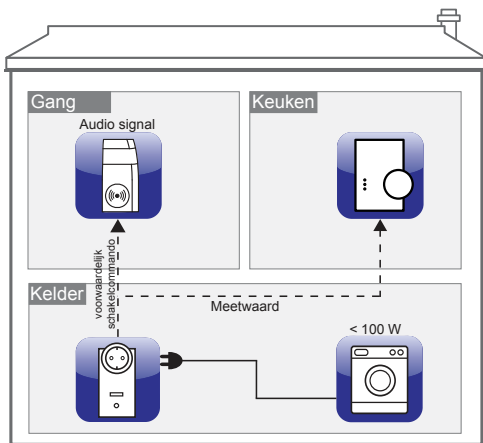 Gang
Audio signal
Keuken
voorwaardelijk
schakelcommando
Kelder
Meetwaard
< 100 W